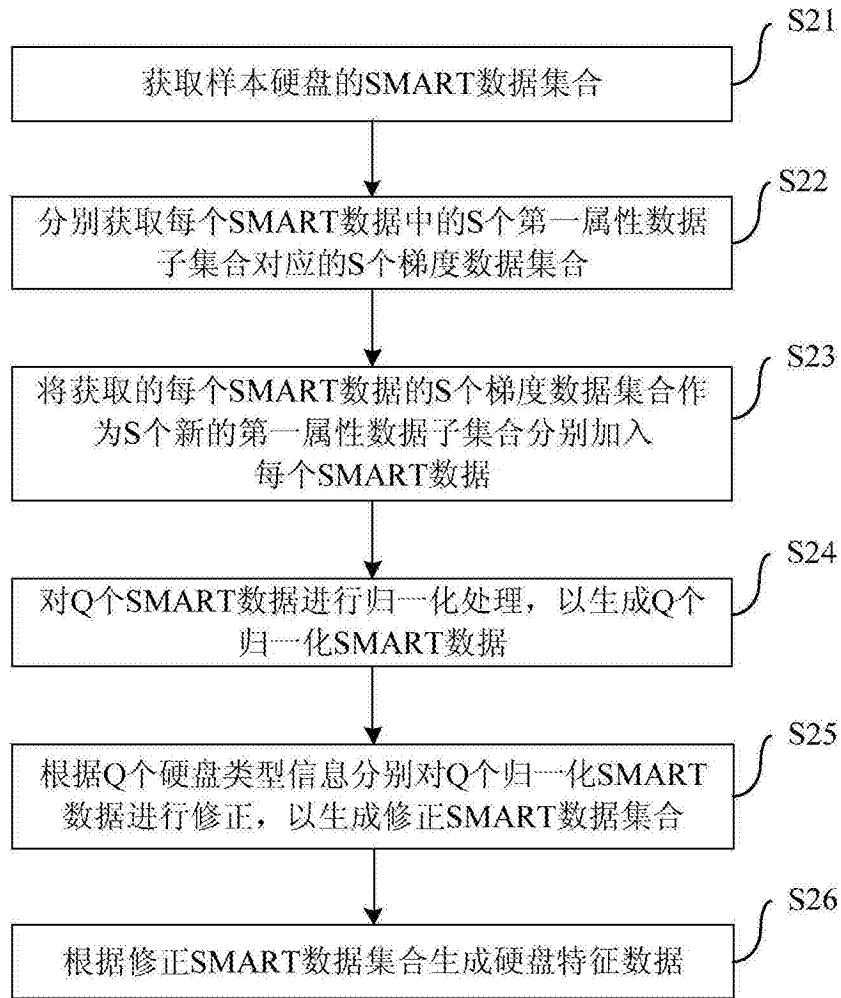 S21
获取样本硬盘的SMART数据集合
S22
分别获取每个SMART数据中的S个第一属性数据
子集合对应的S个梯度数据集合
S23
将获取的每个SMART数据的S个梯度数据集合作
为S个新的第一属性数据子集合分别加入
每个SMART数据
S24
对Q个SMART数据进行归一化处理，以生成Q个
归一化SMART数据
S25
根据Q个硬盘类型信息分别对Q个归一化SMART
数据进行修正，以生成修正SMART数据集合
S26
根据修正SMART数据集合生成硬盘特征数据